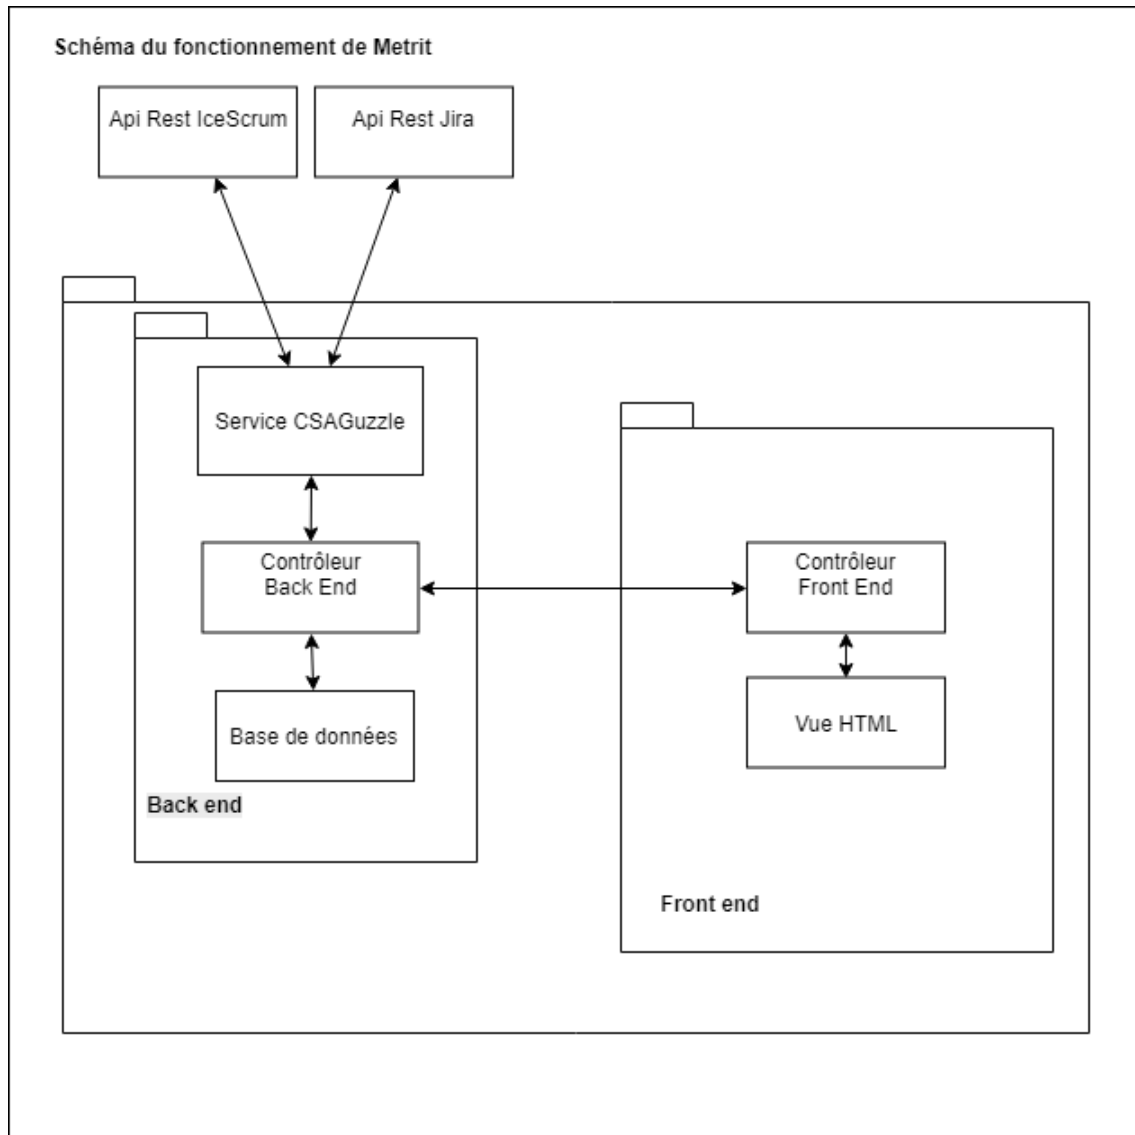 Schéma du fonctionnement de Metrit
Api Rest IceScrum
Api Rest Jira
Service CSAGuzzle
Contrôleur
Back End
Contrôleur
Front End
Base de données
Vue HTML
Back end
Front end